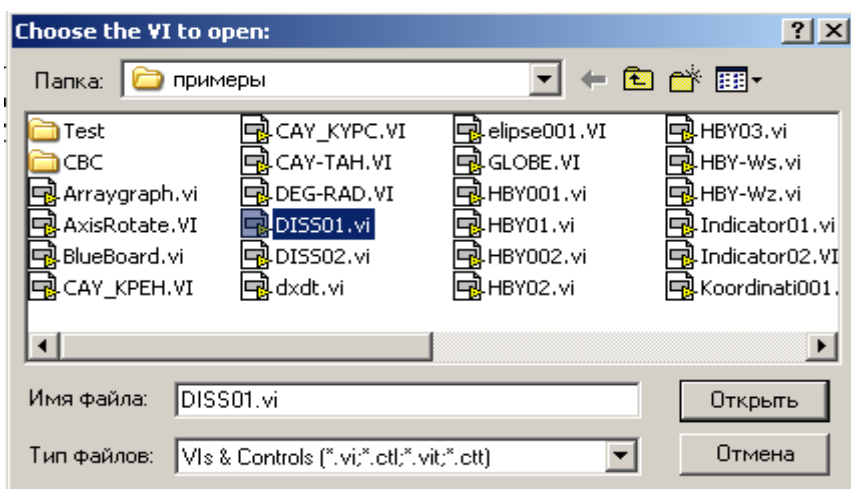 Choose the VI to open:
Папка: примеры
Test CAY_KYPC.VI elipse001.VI HBY03.vi
CBC CAY-TAH.VI GLOBE.VI HBY-Ws.vi
Arraygraph.vi DEG-RAD.VI HBY001.vi HBY-Wz.vi
AxisRotate.VI DISS01.vi HBY01.vi Indicator01.vi
BlueBoard.vi DISS02.vi HBY002.vi Indicator02.VI
CAY_KPEH.VI dxdt.vi HBY02.vi Koordinati001.
Имя файла: DISS01.vi Открыть
Тип файлов: VIs & Controls (*.vi;*.ctl;*.vit;*.ctt) Отмена